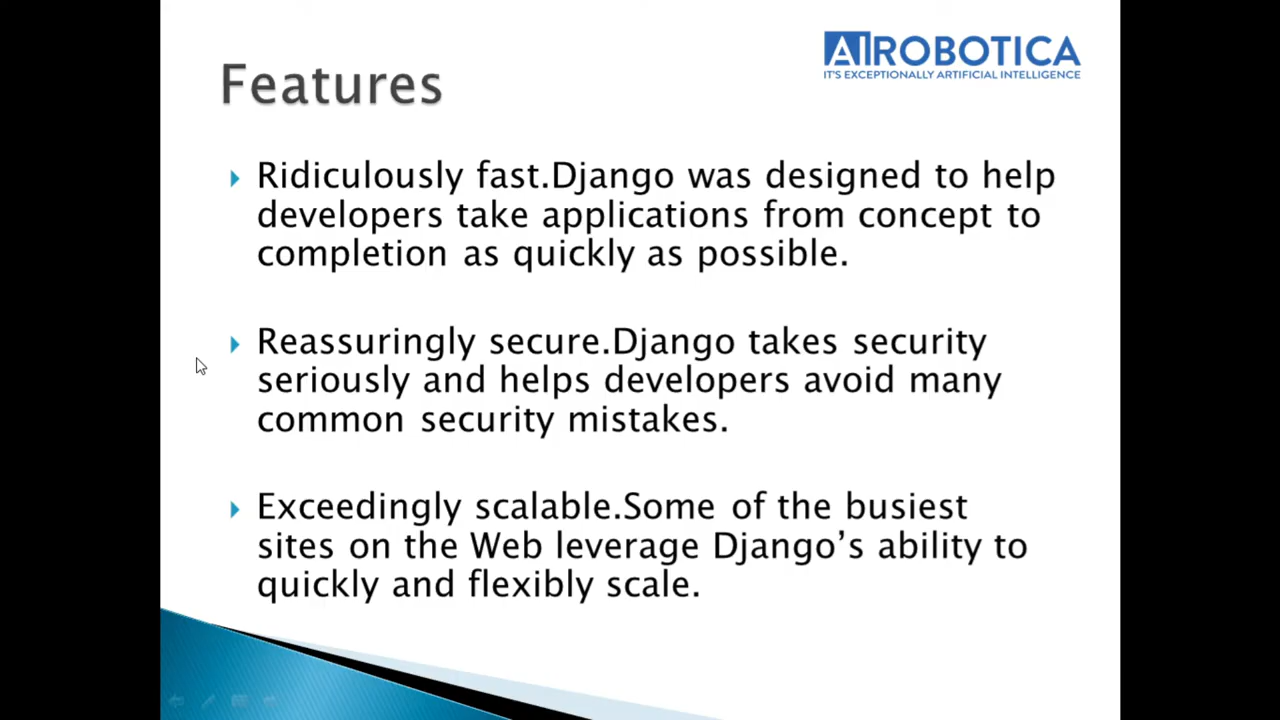 AIROBOTICA
IT'S EXCEPTIONALLY ARTIFICIAL INTELLIGENCE
Features
Ridiculously fast.Django was designed to help
developers take applications from concept to
completion as quickly as possible.
Reassuringly secure.Django takes security
seriously and helps developers avoid many
common security mistakes.
Exceedingly scalable.Some of the busiest
sites on the Web leverage Django’s ability to
quickly and flexibly scale.